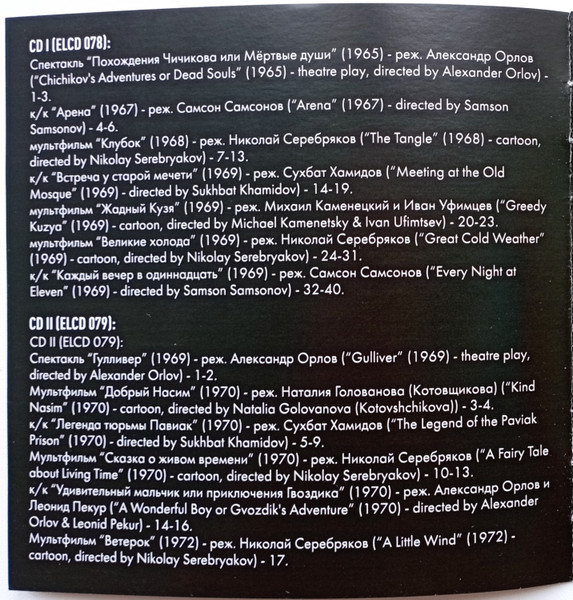 CD I (ELCD 078):
Спектакль "Похождения Чичикова или Мёртвые души" (1965) - реж. Александр Орлов
("Chichikov's Adventures or Dead Souls" (1965) - theatre play, directed by Alexander Orlov) -
1-3.
к/к "Арена" (1967) - реж. Самсон Самсонов ("Arena" (1967) - directed by Samson
Samsonov) - 4-6.
мультфильм "Клубок" (1968) - реж. Николай Серебряков ("The Tangle" (1968) - cartoon,
directed by Nikolay Serebryakov) - 7-13.
к/к "Встреча у старой мечети" (1969) - реж. Сухбат Хамидов ("Meeting at the Old
Mosque" (1969) - directed by Sukhbat Khamidov) - 14-19.
мультфильм "Жадный Кузя" (1969) - реж. Михаил Каменецкий и Иван Уфимцев ("Greedy
Kuzya" (1969) - cartoon, directed by Michael Kamenetsky & Ivan Ufimtsev) - 20-23.
мультфильм "Великие холода" (1969) - реж. Николай Серебряков ("Great Cold Weather"
(1969) - cartoon, directed by Nikolay Serebryakov) - 24-31.
к/к "Каждый вечер в одиннадцать" (1969) - реж. Самсон Самсонов ("Every Night at
Eleven" (1969) - directed by Samson Samsonov) - 32-40.
CD II (ELCD 079):
CD II (ELCD 079):
Спектакль "Гулливер" (1969) - реж. Александр Орлов ("Gulliver" (1969) - theatre play,
directed by Alexander Orlov) - 1-2.
Мультфильм "Добрый Насим" (1970) - реж. Наталия Голованова (Котовщикова) ("Kind
Nasim" (1970) - cartoon, directed by Natalia Golovanova (Kotovshchikova)) - 3-4.
к/к "Легенда тюрьмы Павиак" (1970) - реж. Сухбат Хамидов ("The Legend of the Paviak
Prison" (1970) - directed by Sukhbat Khamidov) - 5-9.
Мультфильм "Сказка о живом времени" (1970) - реж. Николай Серебряков ("A Fairy Tale
about Living Time" (1970) - cartoon, directed by Nikolay Serebryakov) - 10-13.
к/к "Удивительный мальчик или приключения Гвоздика" (1970) - реж. Александр Орлов и
Леонид Пекур ("A Wonderful Boy or Gvozdik's Adventure" (1970) - directed by Alexander
Orlov & Leonid Pekur) - 14-16.
Мультфильм "Ветерок" (1972) - реж. Николай Серебряков ("A Little Wind" (1972) -
cartoon, directed by Nikolay Serebryakov) - 17.